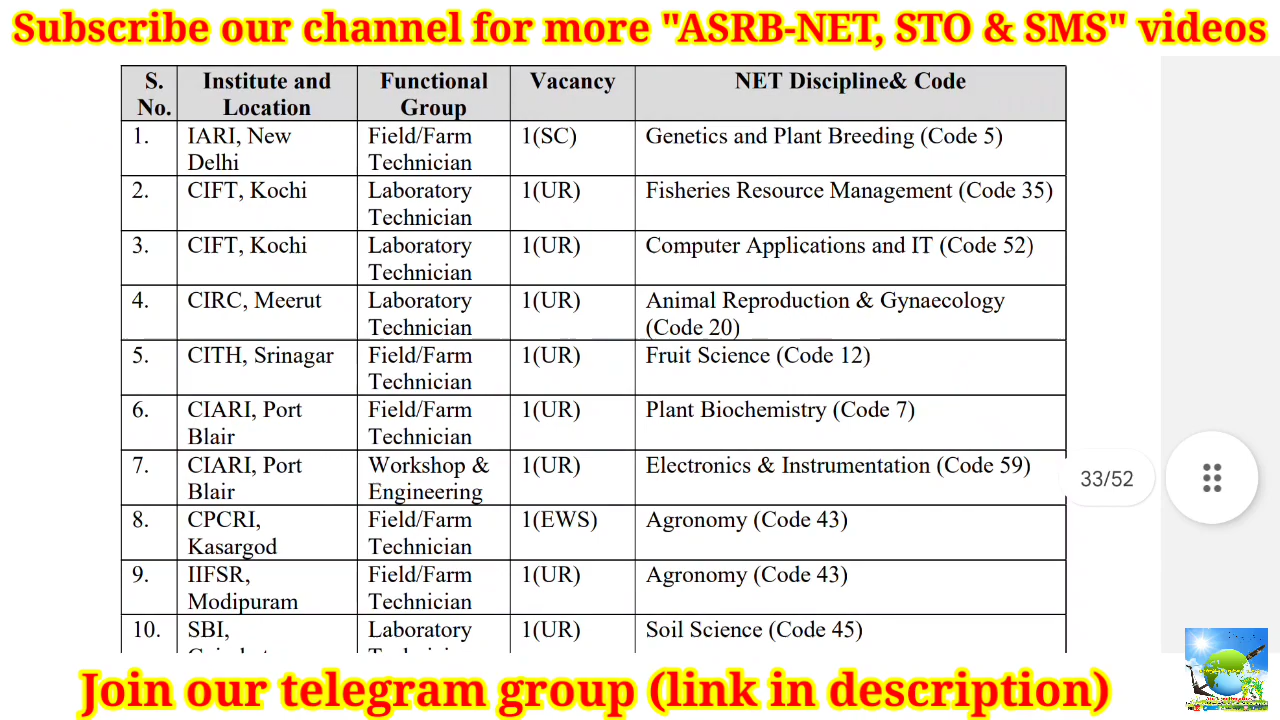 Subscribe our channel for more "ASRB-NET, STO & SMS" videos
S. No. Institute and Location Functional Group Vacancy NET Discipline& Code
1. IARI, New Delhi Field/Farm Technician 1(SC) Genetics and Plant Breeding (Code 5)
2. CIFT, Kochi Laboratory Technician 1(UR) Fisheries Resource Management (Code 35)
3. CIFT, Kochi Laboratory Technician 1(UR) Computer Applications and IT (Code 52)
4. CIRC, Meerut Laboratory Technician 1(UR) Animal Reproduction & Gynaecology (Code 20)
5. CITH, Srinagar Field/Farm Technician 1(UR) Fruit Science (Code 12)
6. CIARI, Port Blair Field/Farm Technician 1(UR) Plant Biochemistry (Code 7)
7. CIARI, Port Blair Workshop & Engineering 1(UR) Electronics & Instrumentation (Code 59)
33/52
8. CPCRI, Kasargod Field/Farm Technician 1(EWS) Agronomy (Code 43)
9. IIFSR, Modipuram Field/Farm Technician 1(UR) Agronomy (Code 43)
10. SBI, Laboratory 1(UR) Soil Science (Code 45)
Join our telegram group (link in description)